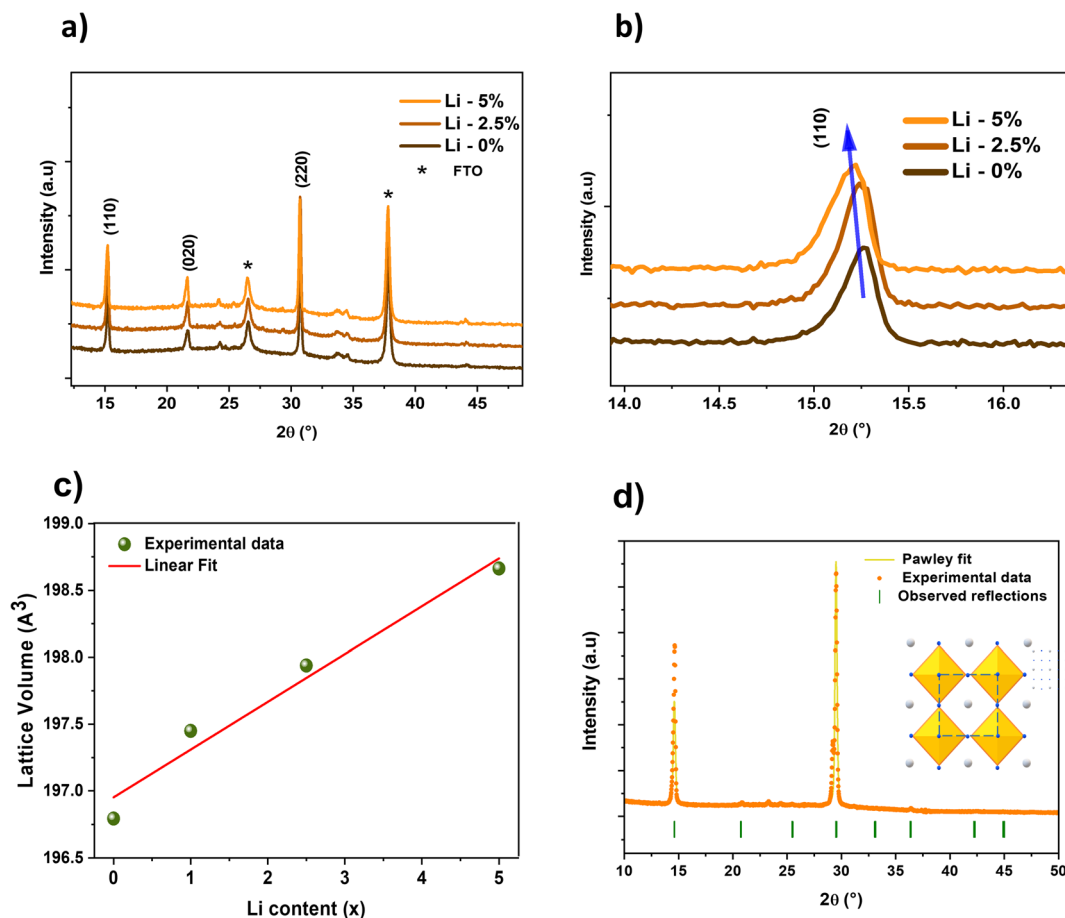 a)
Intensity (a.u)
Li - 5%
Li - 2.5%
Li - 0%
* FTO
(110)
(020)
*
(220)
*
15 20 25 30 35 40 45
2θ (°)
b)
Intensity (a.u)
(110)
Li - 5%
Li - 2.5%
Li - 0%
14.0 14.5 15.0 15.5 16.0
2θ (°)
c)
Lattice Volume (A³)
199.0
198.5
198.0
197.5
197.0
196.5
Experimental data
Linear Fit
0 1 2 3 4 5
Li content (x)
d)
Intensity (a.u)
Pawley fit
Experimental data
Observed reflections
10 15 20 25 30 35 40 45 50
2θ (°)